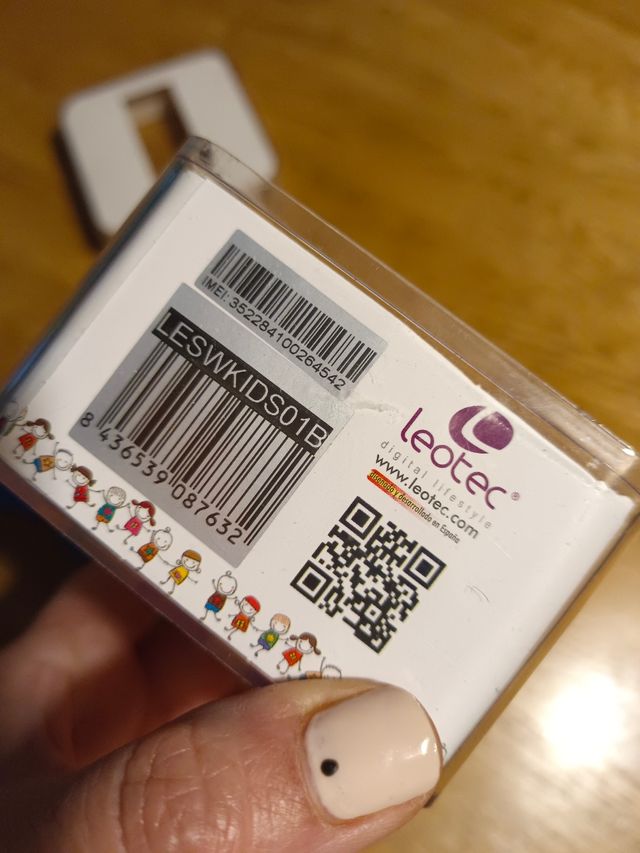 IMEI: 352284100264542
LESWKIDS01B
8 436539 087632
leotec®
digital lifestyle
www.leotec.com
diseñado y desarrollado en España